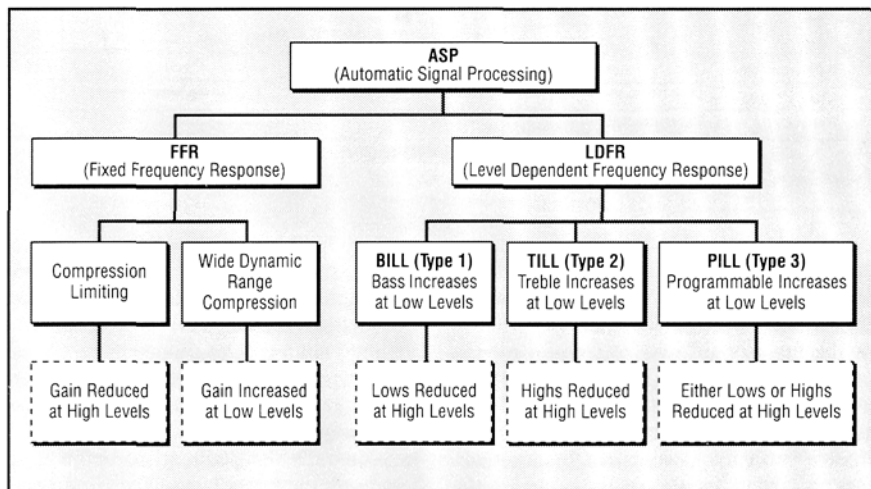 ASP
(Automatic Signal Processing)
FFR
(Fixed Frequency Response)
LDFR
(Level Dependent Frequency Response)
Compression
Limiting
Wide Dynamic
Range
Compression
BILL (Type 1)
Bass Increases
at Low Levels
TILL (Type 2)
Treble Increases
at Low Levels
PILL (Type 3)
Programmable Increases
at Low Levels
Gain Reduced
at High Levels
Gain Increased
at Low Levels
Lows Reduced
at High Levels
Highs Reduced
at High Levels
Either Lows or Highs
Reduced at High Levels